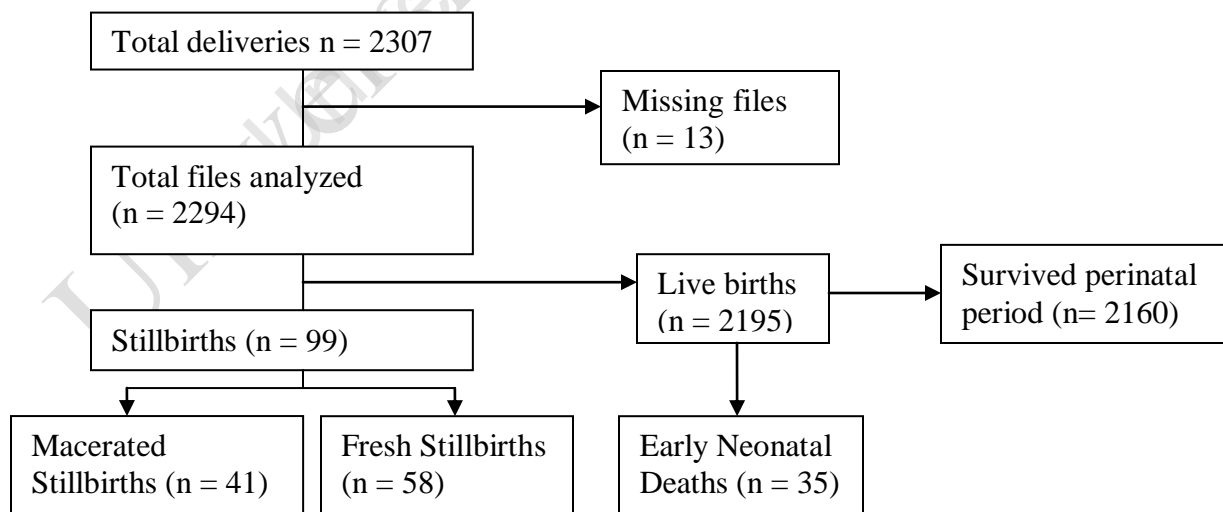 Total deliveries n = 2307
Missing files
(n = 13)
Total files analyzed
(n = 2294)
Live births
(n = 2195)
Survived perinatal
period (n= 2160)
Stillbirths (n = 99)
Macerated
Stillbirths (n = 41)
Fresh Stillbirths
(n = 58)
Early Neonatal
Deaths (n = 35)